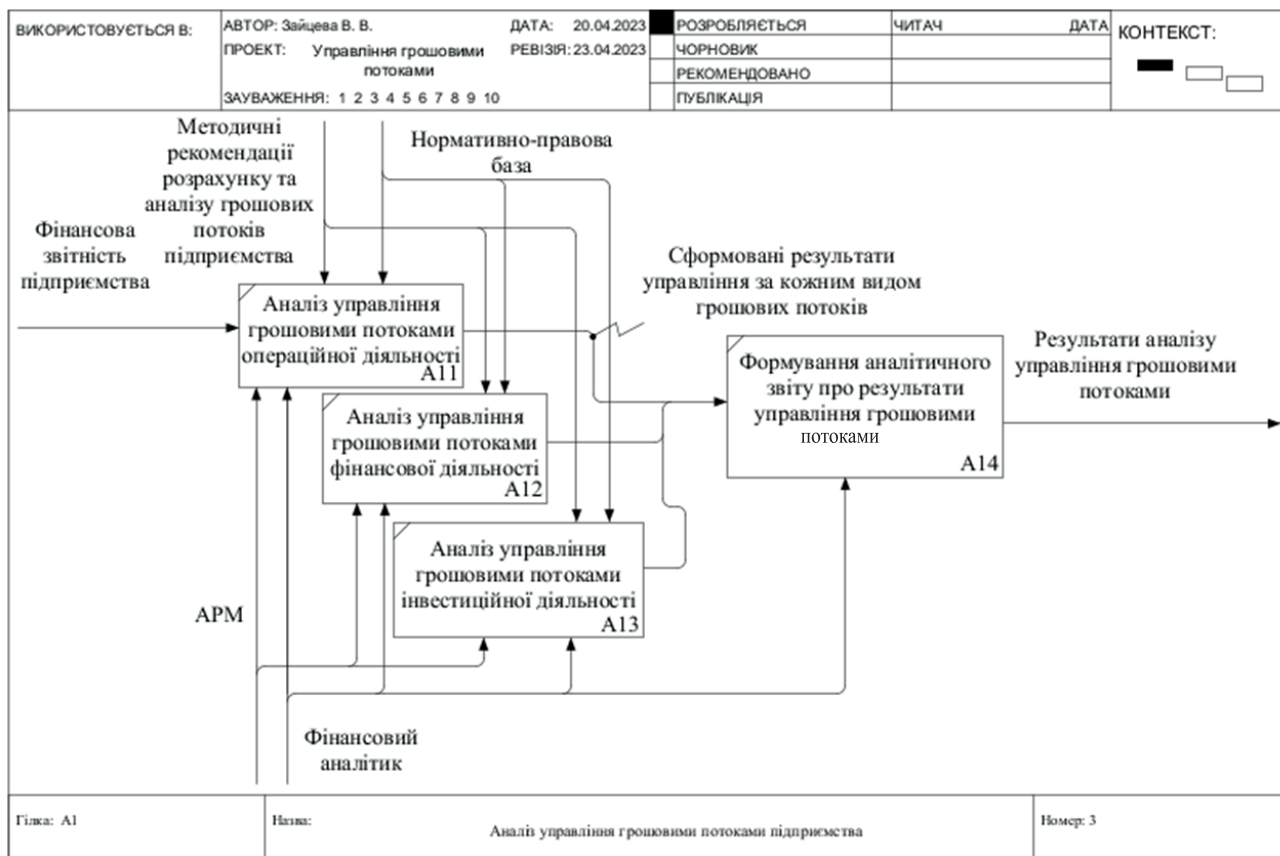 ВИКОРИСТОВУЄТЬСЯ В:
АВТОР: Зайцева В. В.
ДАТА: 20.04.2023
ПРОЕКТ: Управління грошовими
потоками
РЕВІЗІЯ: 23.04.2023
ЗАУВАЖЕННЯ: 1 2 3 4 5 6 7 8 9 10
РОЗРОБЛЯЄТЬСЯ
ЧОРНОВИК
РЕКОМЕНДОВАНО
ПУБЛІКАЦІЯ
ЧИТАЧ
ДАТА
КОНТЕКСТ:
Методичні
рекомендації
розрахунку та
аналізу грошових
потоків
підприємства
Нормативно-правова
база
Фінансова
звітність
підприємства
Сформовані результати
управління за кожним видом
грошових потоків
Аналіз управління
грошовими потоками
операційної діяльності
А11
Аналіз управління
грошовими потоками
фінансової діяльності
А12
Аналіз управління
грошовими потоками
інвестиційної діяльності
А13
Формування аналітичного
звіту про результати
управління грошовими
потоками
А14
Результати аналізу
управління грошовими
потоками
АРМ
Фінансовий
аналітик
Гілка: А1
Назва:
Аналіз управління грошовими потоками підприємства
Номер: 3